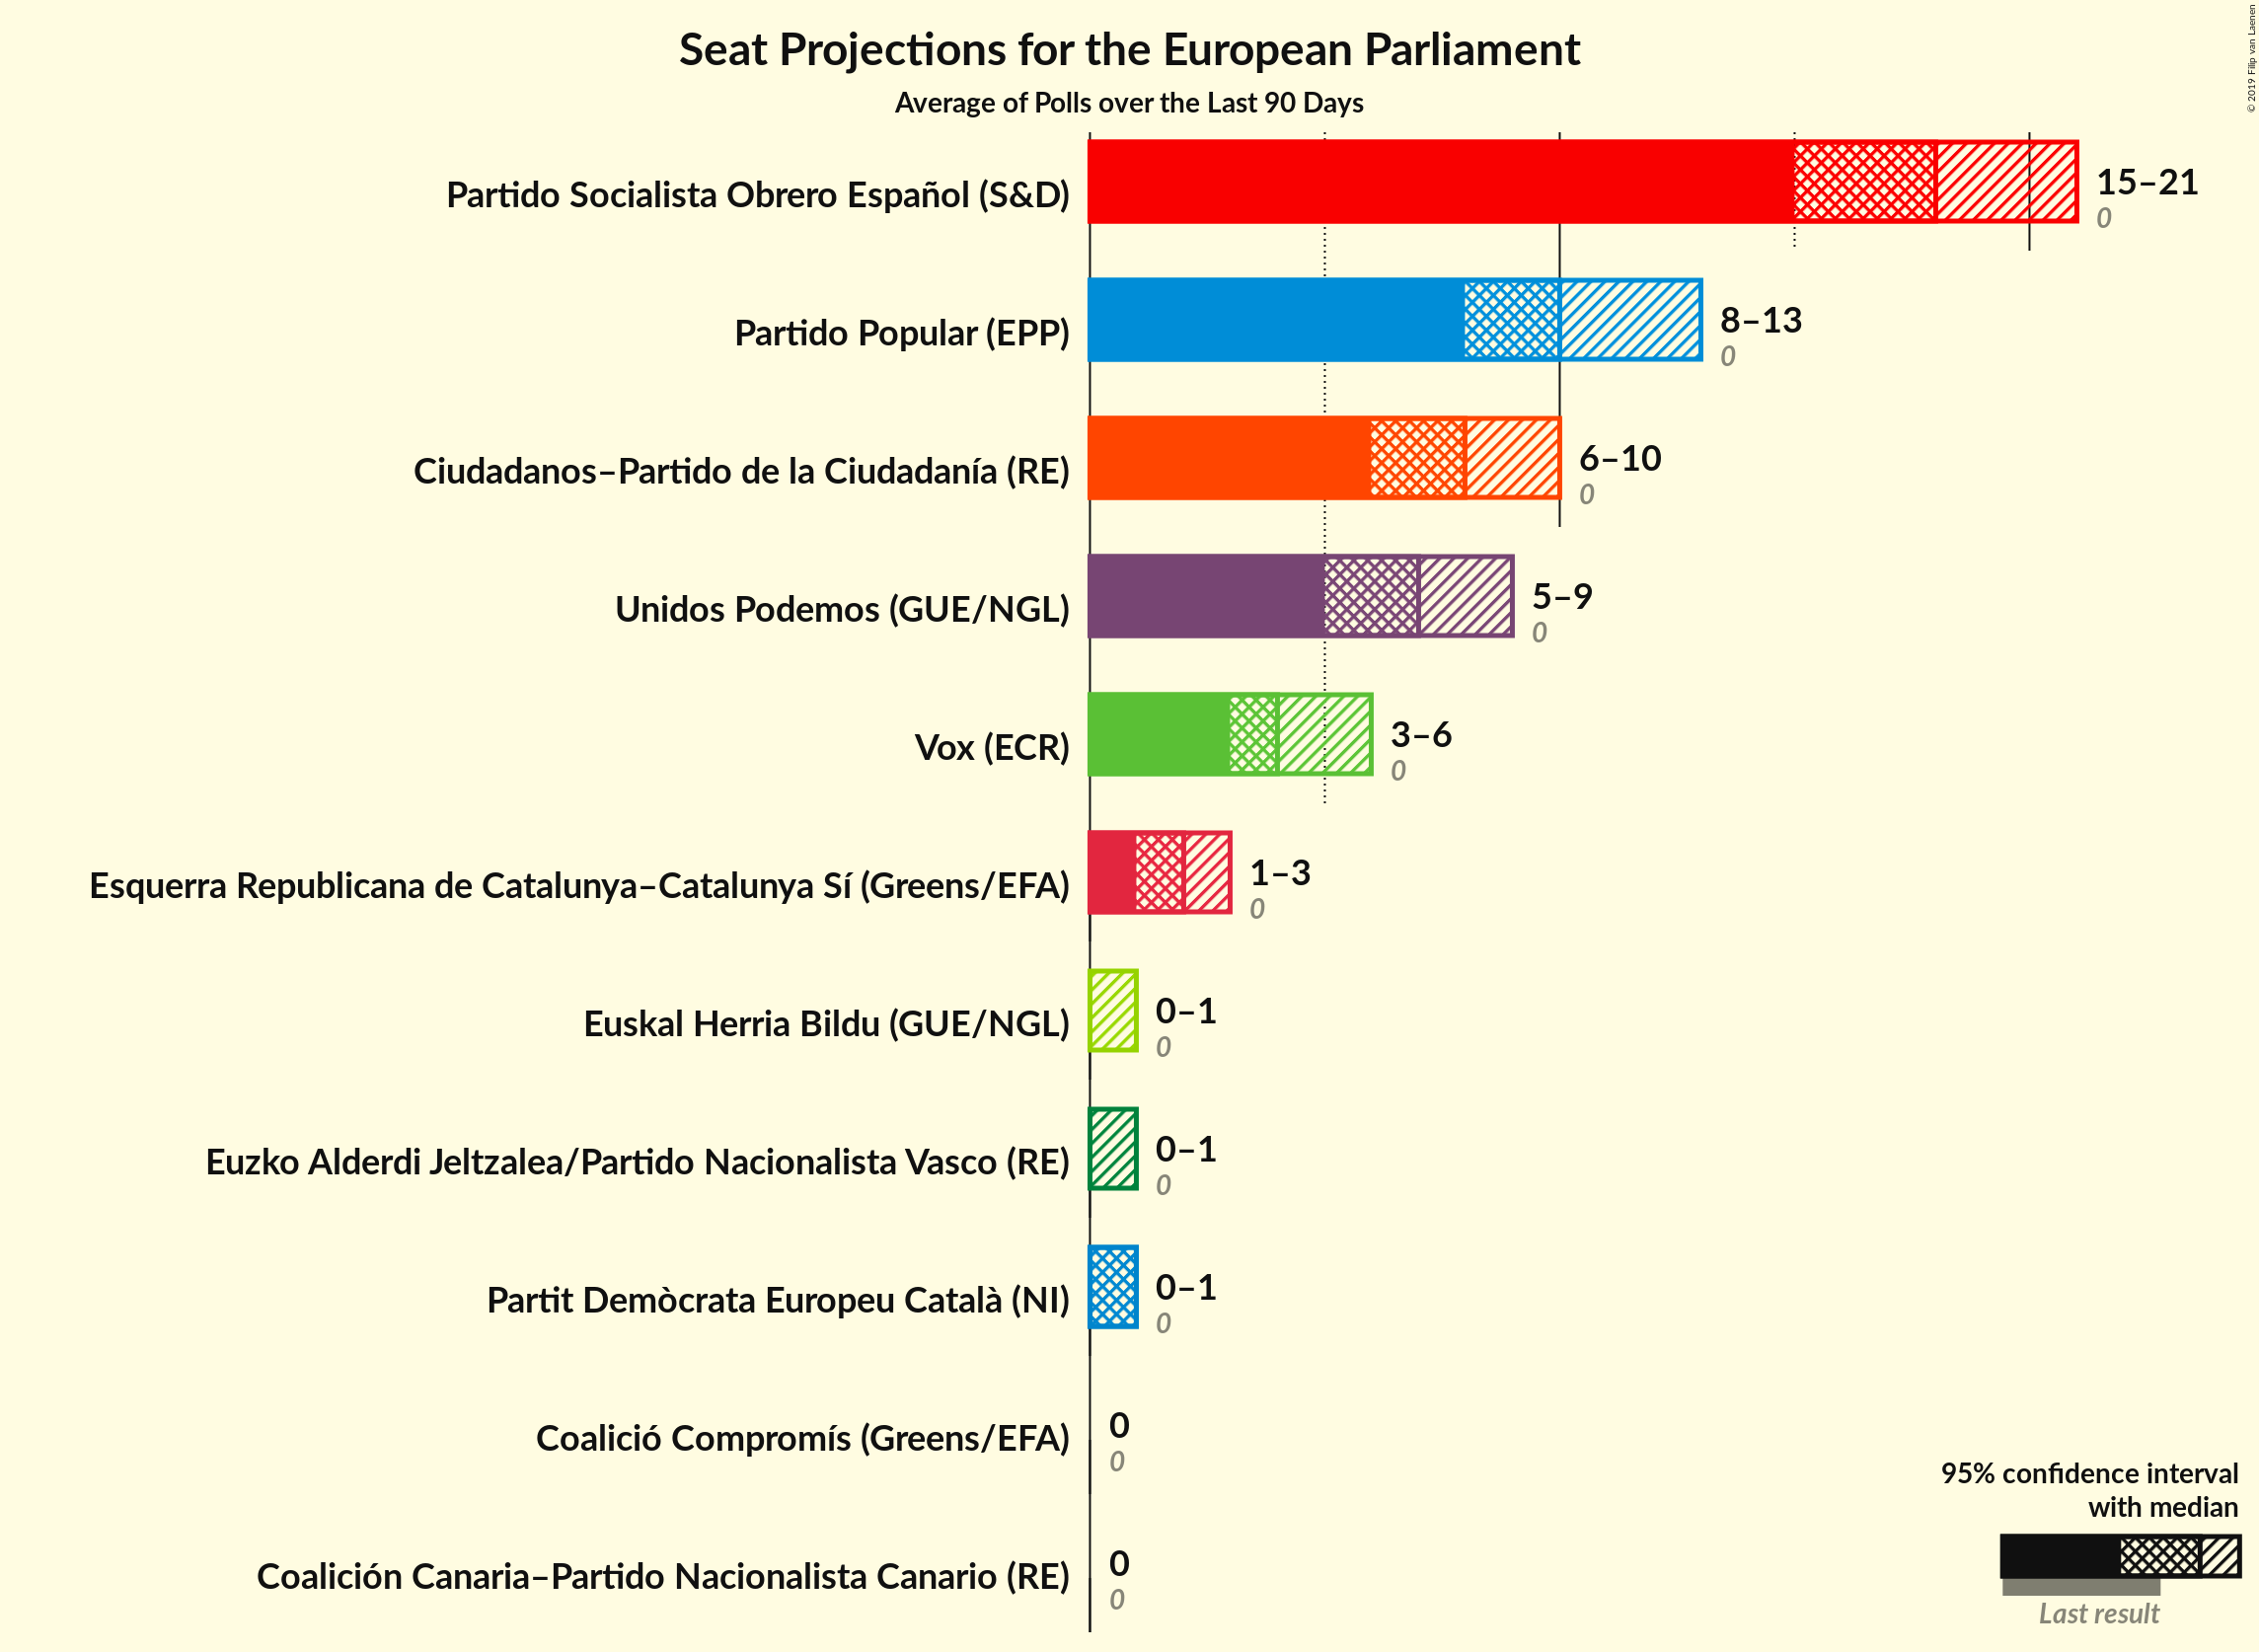 Seat Projections for the European Parliament
Average of Polls over the Last 90 Days
© 2019 Filip van Laenen
Partido Socialista Obrero Español (S&D)
15–21
0
Partido Popular (EPP)
8–13
0
Ciudadanos–Partido de la Ciudadanía (RE)
6–10
0
Unidos Podemos (GUE/NGL)
5–9
0
Vox (ECR)
3–6
0
Esquerra Republicana de Catalunya–Catalunya Sí (Greens/EFA)
1–3
0
Euskal Herria Bildu (GUE/NGL)
0–1
0
Euzko Alderdi Jeltzalea/Partido Nacionalista Vasco (RE)
0–1
0
Partit Demòcrata Europeu Català (NI)
0–1
0
Coalició Compromís (Greens/EFA)
0
0
Coalición Canaria–Partido Nacionalista Canario (RE)
0
0
95% confidence interval
with median
Last result